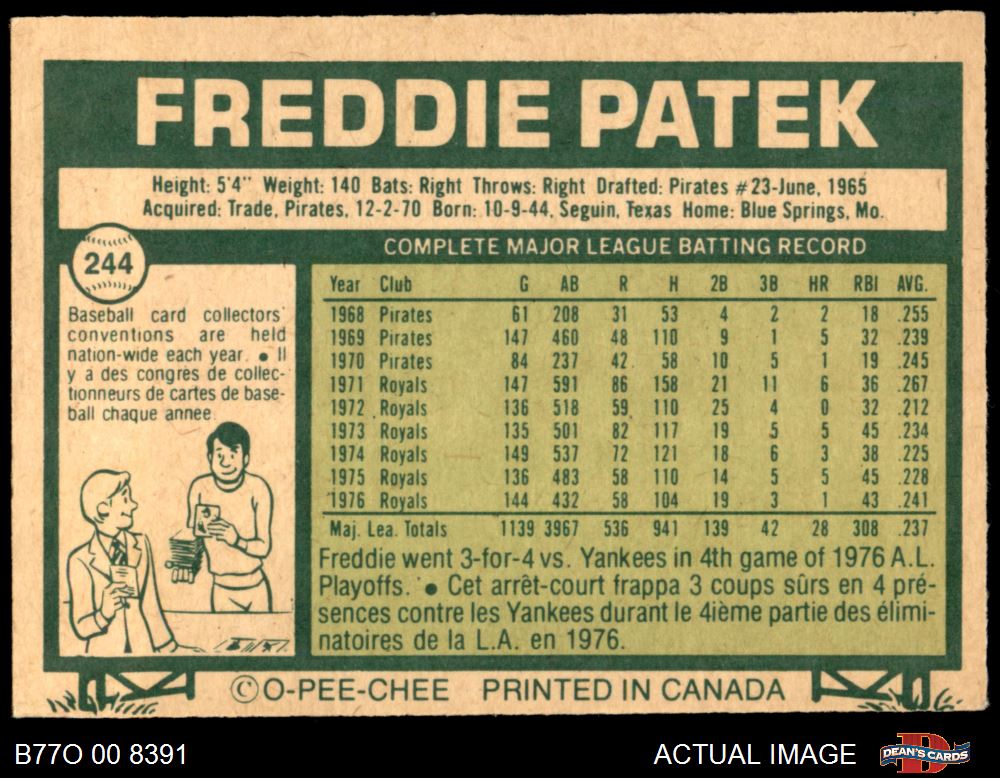 FREDDIE PATEK
Height: 5'4" Weight: 140 Bats: Right Throws: Right Drafted: Pirates #23-June, 1965
Acquired: Trade, Pirates, 12-2-70 Born: 10-9-44, Seguin, Texas Home: Blue Springs, Mo.
244
Baseball card collectors'
conventions are held
nation-wide each year. • Il
y a des congrès de collec-
tionneurs de cartes de base-
ball chaque annee.
COMPLETE MAJOR LEAGUE BATTING RECORD
Year Club G AB R H 2B 3B HR RBI AVG.
1968 Pirates 61 208 31 53 4 2 2 18 .255
1969 Pirates 147 460 48 110 9 1 5 32 .239
1970 Pirates 84 237 42 58 10 5 1 19 .245
1971 Royals 147 591 86 158 21 11 6 36 .267
1972 Royals 136 518 59 110 25 4 0 32 .212
1973 Royals 135 501 82 117 19 5 5 45 .234
1974 Royals 149 537 72 121 18 6 3 38 .225
1975 Royals 136 483 58 110 14 5 5 45 .228
1976 Royals 144 432 58 104 19 3 1 43 .241
Maj. Lea. Totals 1139 3967 536 941 139 42 28 308 .237
Freddie went 3-for-4 vs. Yankees in 4th game of 1976 A.L.
Playoffs. • Cet arrêt-court frappa 3 coups sûrs en 4 pré-
sences contre les Yankees durant le 4ième partie des élimi-
natoires de la L.A. en 1976.
©O-PEE-CHEE PRINTED IN CANADA
B77O 00 8391
ACTUAL IMAGE
DEAN'S CARDS